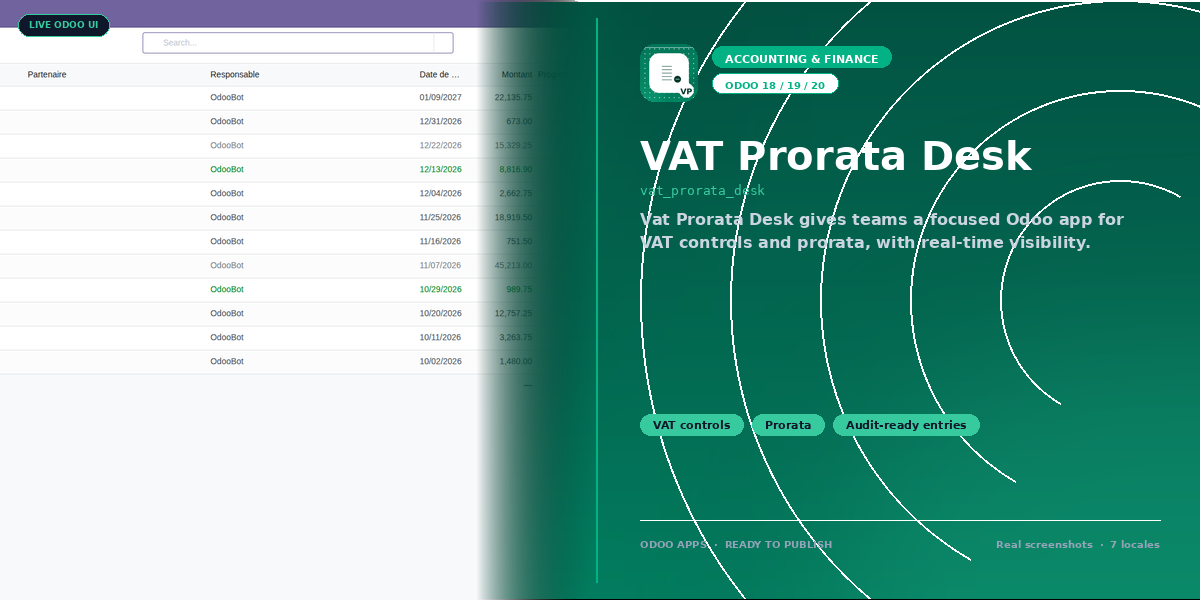 LIVE ODOO UI
Search...
Partenaire Responsable Date de ... Montant
OdooBot 01/09/2027 22,135.75
OdooBot 12/31/2026 673.00
OdooBot 12/22/2026 15,329.25
OdooBot 12/13/2026 8,816.90
OdooBot 12/04/2026 2,662.75
OdooBot 11/25/2026 18,919.50
OdooBot 11/16/2026 751.50
OdooBot 11/07/2026 45,213.00
OdooBot 10/29/2026 989.75
OdooBot 10/20/2026 12,757.25
OdooBot 10/11/2026 3,263.75
OdooBot 10/02/2026 1,480.00
VP
ACCOUNTING & FINANCE
ODOO 18 / 19 / 20
VAT Prorata Desk
vat_prorata_desk
Vat Prorata Desk gives teams a focused Odoo app for
VAT controls and prorata, with real-time visibility.
VAT controls Prorata Audit-ready entries
ODOO APPS · READY TO PUBLISH
Real screenshots · 7 locales